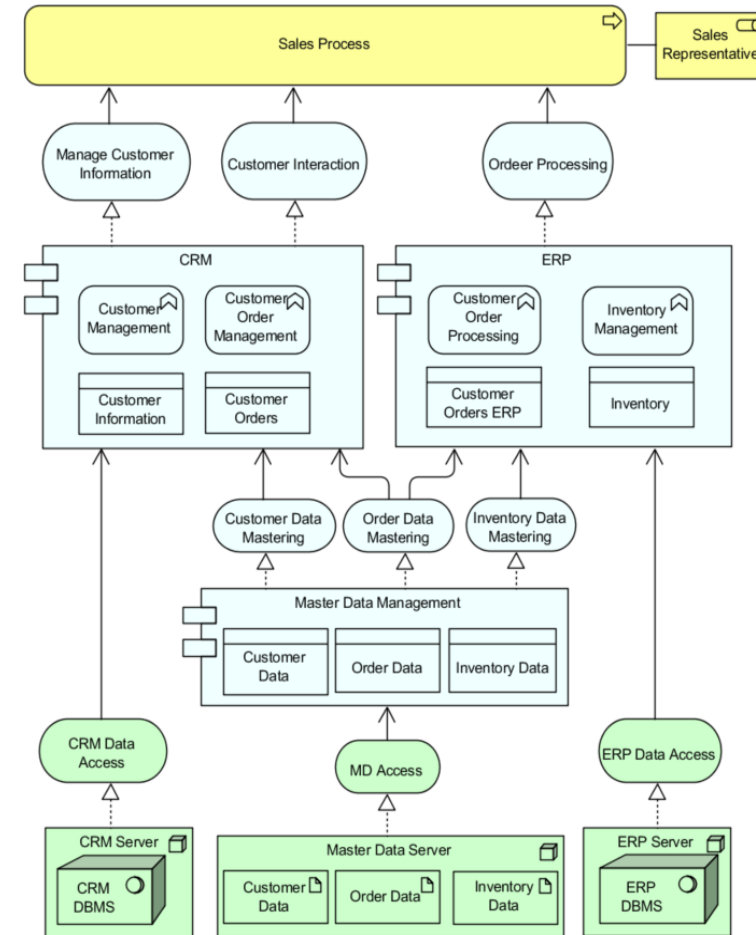 Sales Process
Sales
Representative
Manage Customer
Information
Customer Interaction
Ordeer Processing
CRM
ERP
Customer
Management
Customer
Order
Management
Customer
Order
Processing
Inventory
Management
Customer
Information
Customer
Orders
Customer
Orders ERP
Inventory
Customer Data
Mastering
Order Data
Mastering
Inventory Data
Mastering
Master Data Management
Customer
Data
Order Data
Inventory Data
CRM Data
Access
MD Access
ERP Data Access
CRM Server
CRM
DBMS
Master Data Server
Customer
Data
Order Data
Inventory
Data
ERP Server
ERP
DBMS